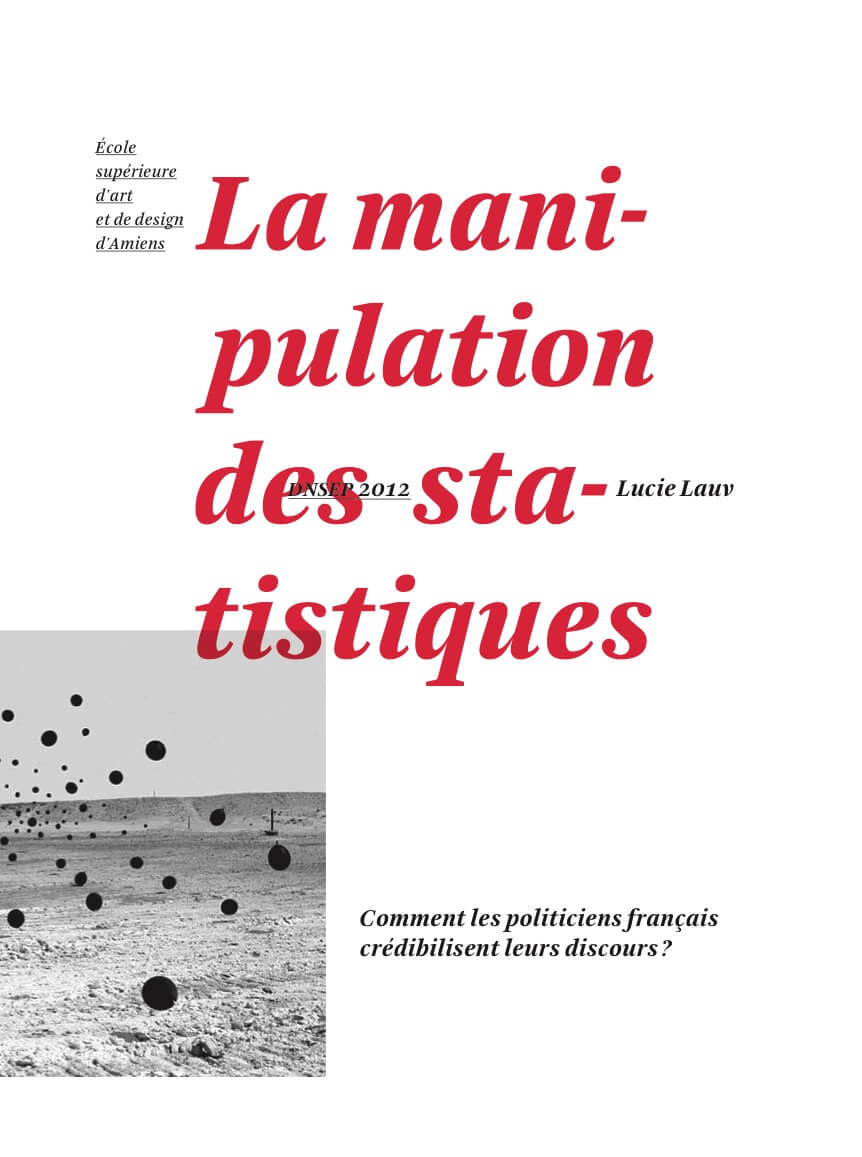 École
supérieure
d'art
et de design
d'Amiens
La mani-
pulation
des sta-
tistiques
DNSEP 2012
Lucie Lauv
Comment les politiciens français
crédibilisent leurs discours ?